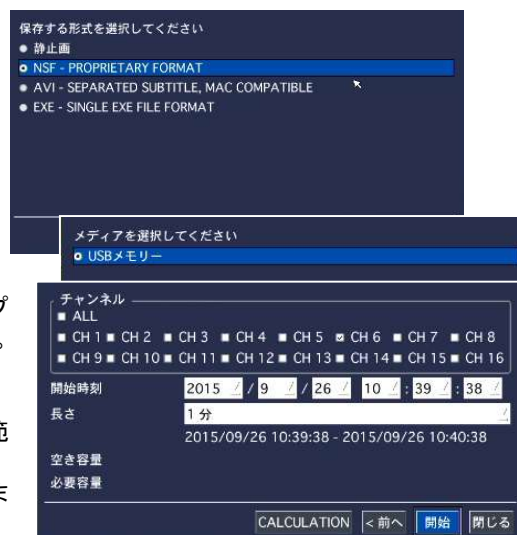 保存する形式を選択してください
静止画
NSF - PROPRIETARY FORMAT
AVI - SEPARATED SUBTITLE, MAC COMPATIBLE
EXE - SINGLE EXE FILE FORMAT
メディアを選択してください
USBメモリー
プ
。
範
ま
チャンネル
ALL
CH 1 CH 2 CH 3 CH 4 CH 5 CH 6 CH 7 CH 8
CH 9 CH 10 CH 11 CH 12 CH 13 CH 14 CH 15 CH 16
開始時刻 2015 / 9 / 26 10 : 39 : 38
長さ 1 分
2015/09/26 10:39:38 - 2015/09/26 10:40:38
空き容量
必要容量
CALCULATION <前へ 開始 閉じる